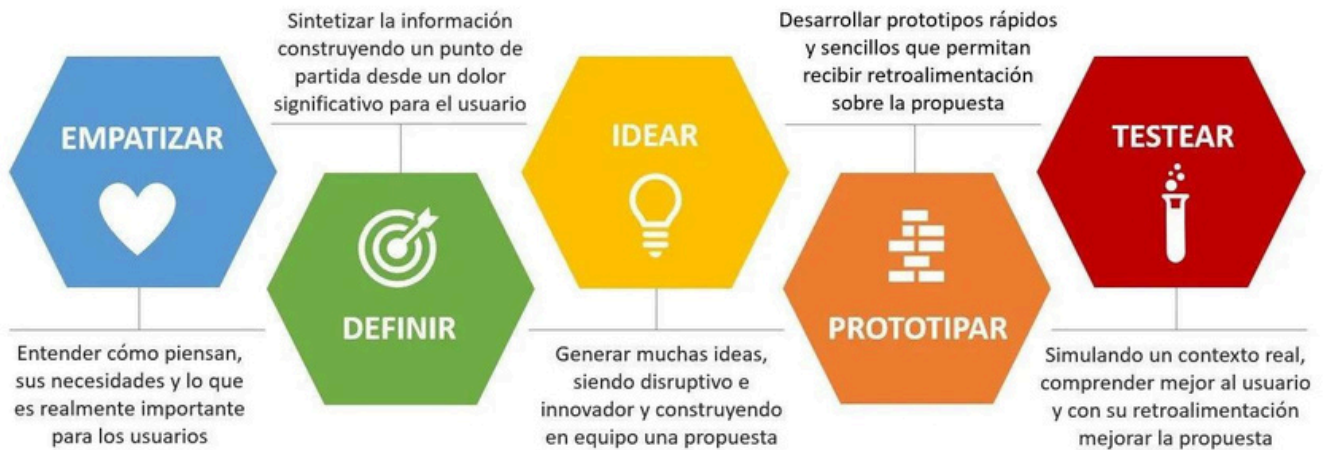 EMPATIZAR
Entender cómo piensan,
sus necesidades y lo que
es realmente importante
para los usuarios
Sintetizar la información
construyendo un punto de
partida desde un dolor
significativo para el usuario
DEFINIR
IDEAR
Generar muchas ideas,
siendo disruptivo e
innovador y construyendo
en equipo una propuesta
Desarrollar prototipos rápidos
y sencillos que permitan
recibir retroalimentación
sobre la propuesta
PROTOTIPAR
TESTEAR
Simulando un contexto real,
comprender mejor al usuario
y con su retroalimentación
mejorar la propuesta